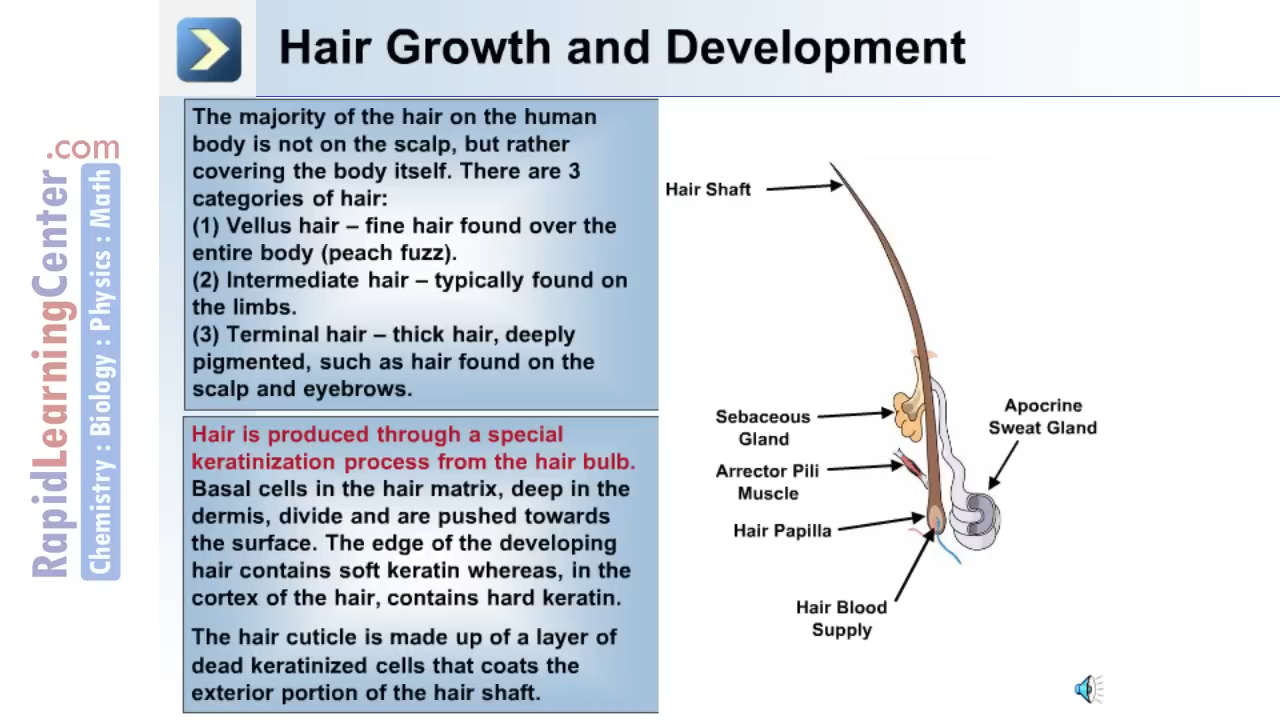 Hair Growth and Development
The majority of the hair on the human
body is not on the scalp, but rather
covering the body itself. There are 3
categories of hair:
(1) Vellus hair – fine hair found over the
entire body (peach fuzz).
(2) Intermediate hair – typically found on
the limbs.
(3) Terminal hair – thick hair, deeply
pigmented, such as hair found on the
scalp and eyebrows.
Hair is produced through a special
keratinization process from the hair bulb.
Basal cells in the hair matrix, deep in the
dermis, divide and are pushed towards
the surface. The edge of the developing
hair contains soft keratin whereas, in the
cortex of the hair, contains hard keratin.
The hair cuticle is made up of a layer of
dead keratinized cells that coats the
exterior portion of the hair shaft.
Hair Shaft
Sebaceous
Gland
Arrector Pili
Muscle
Hair Papilla
Hair Blood
Supply
Apocrine
Sweat Gland
RapidLearningCenter.com
Chemistry : Biology : Physics : Math